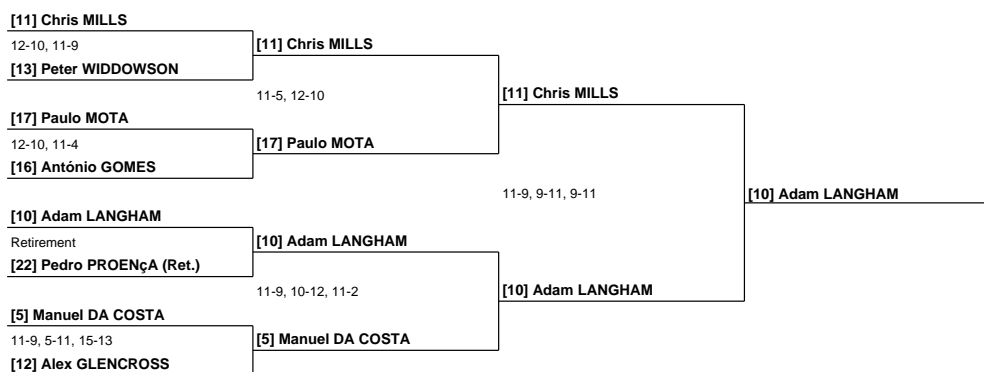 [11] Chris MILLS
12-10, 11-9
[13] Peter WIDDOWSON
[11] Chris MILLS
11-5, 12-10
[17] Paulo MOTA
12-10, 11-4
[16] António GOMES
[17] Paulo MOTA
[11] Chris MILLS
11-9, 9-11, 9-11
[10] Adam LANGHAM
[10] Adam LANGHAM
Retirement
[22] Pedro PROENçA (Ret.)
[10] Adam LANGHAM
11-9, 10-12, 11-2
[10] Adam LANGHAM
[5] Manuel DA COSTA
11-9, 5-11, 15-13
[12] Alex GLENCROSS
[5] Manuel DA COSTA